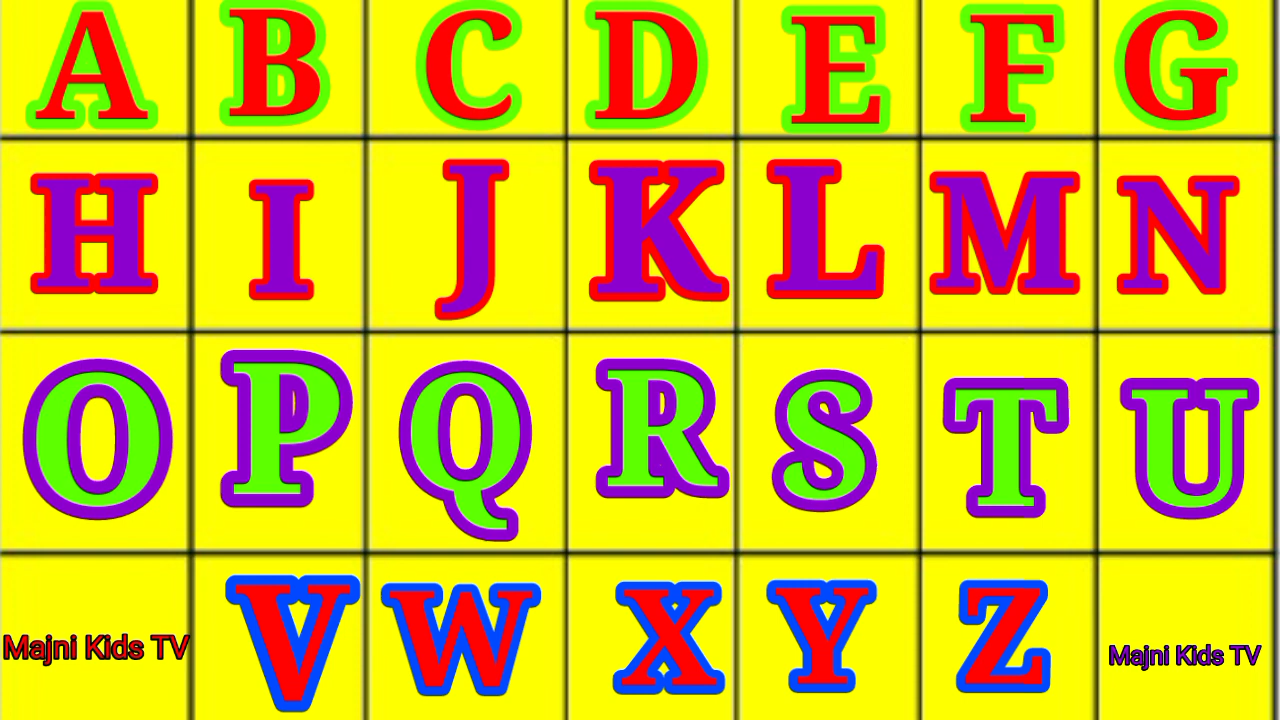 A B C D E F G
H I J K L M N
O P Q R S T U
Majni Kids TV V W X Y Z Majni Kids TV